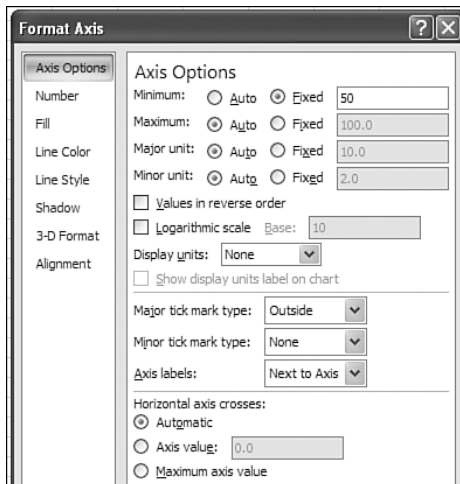 Format Axis
Axis Options
Number
Fill
Line Color
Line Style
Shadow
3-D Format
Alignment
Axis Options
Minimum: Auto Fixed 50
Maximum: Auto Fixed 100.0
Major unit: Auto Fixed 10.0
Minor unit: Auto Fixed 2.0
Values in reverse order
Logarithmic scale Base: 10
Display units: None
Show display units label on chart
Major tick mark type: Outside
Minor tick mark type: None
Axis labels: Next to Axis
Horizontal axis crosses:
Automatic
Axis value: 0.0
Maximum axis value